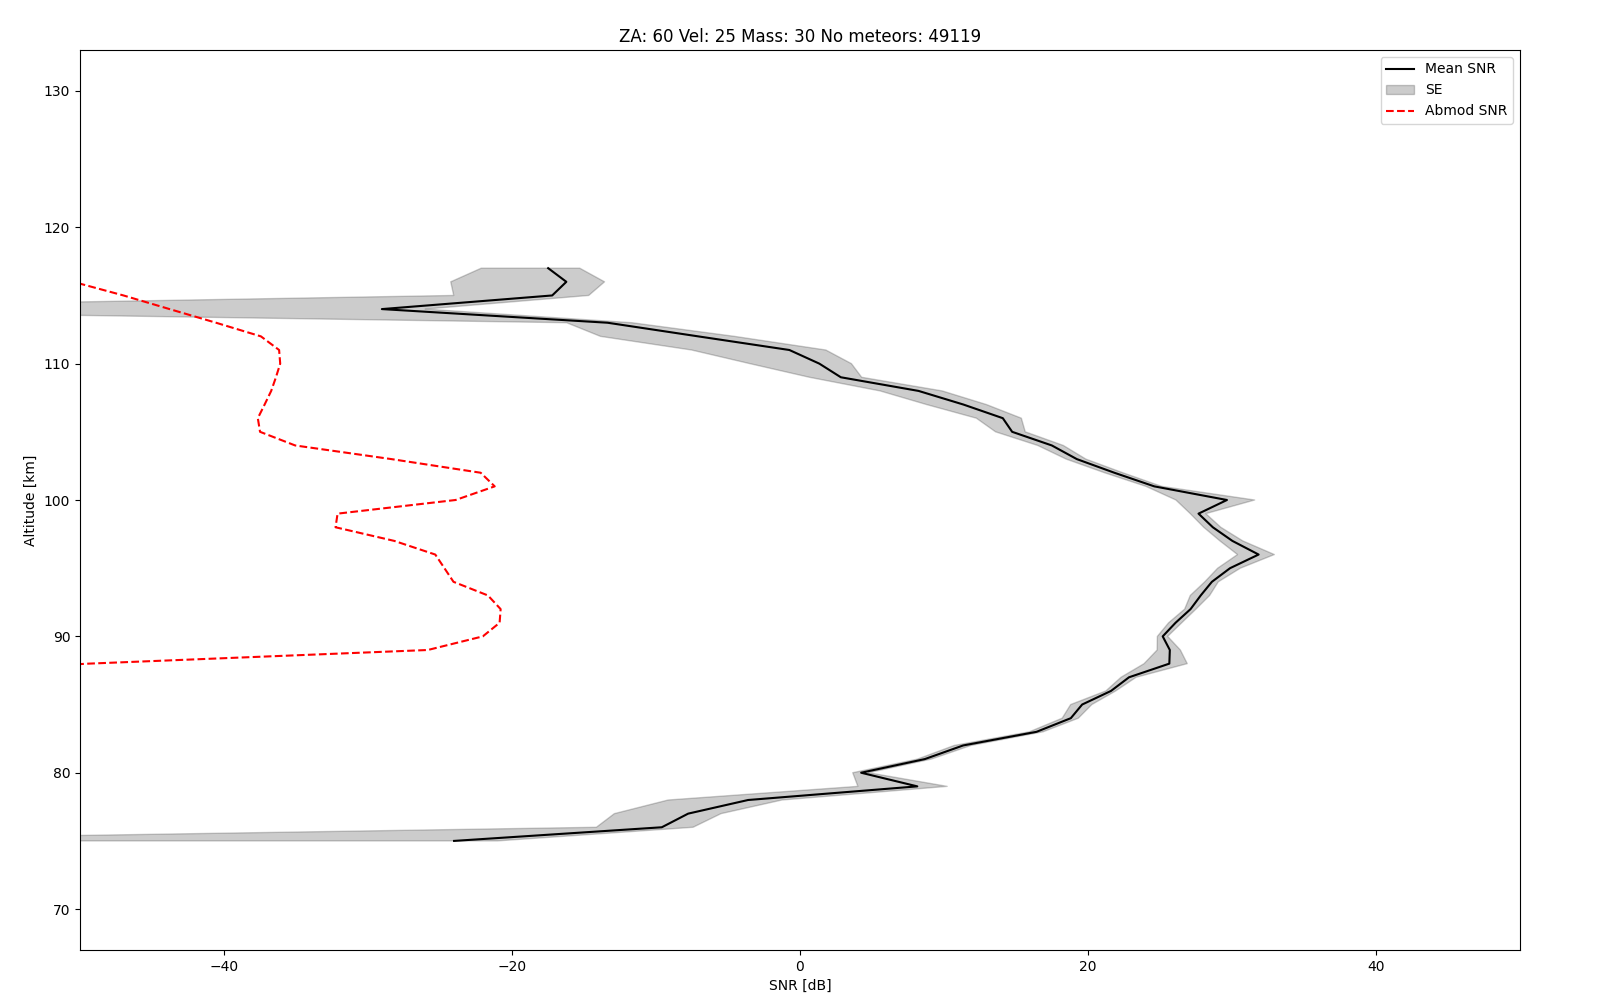 ZA: 60 Vel: 25 Mass: 30 No meteors: 49119
Mean SNR
SE
Abmod SNR
130
120
110
100
90
80
70
Altitude [km]
−40
−20
0
20
40
SNR [dB]